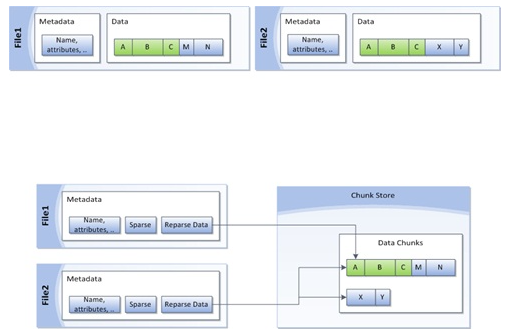 File1
Metadata
Name,
attributes, ..
Data
A B C M N
File2
Metadata
Name,
attributes, ..
Data
A B C X Y
File1
Metadata
Name,
attributes, ..
Sparse
Reparse Data
File2
Metadata
Name,
attributes, ..
Sparse
Reparse Data
Chunk Store
Data Chunks
A B C M N
X Y